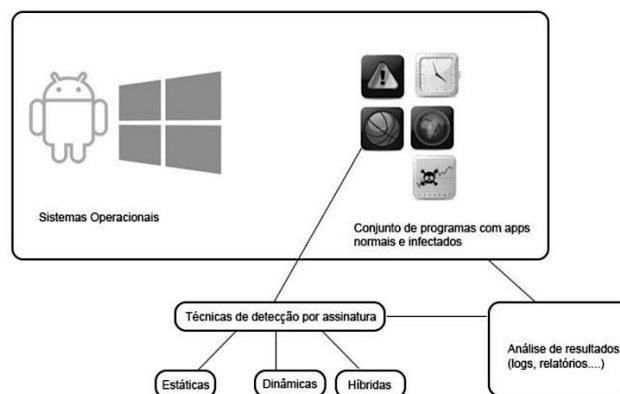 Sistemas Operacionais
Conjunto de programas com apps
normais e infectados
Técnicas de detecção por assinatura
Estáticas
Dinâmicas
Híbridas
Análise de resultados
(logs, relatórios....)